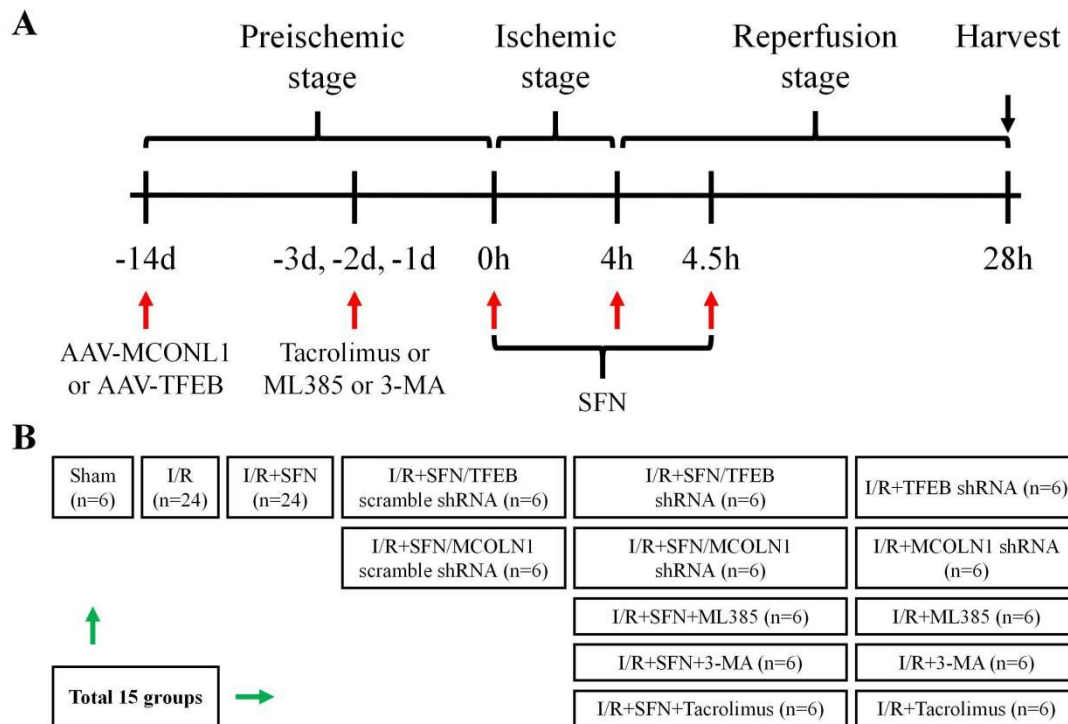 A
Preischemic
stage
Ischemic
stage
Reperfusion
stage
Harvest
-14d
-3d, -2d, -1d
0h
4h
4.5h
28h
AAV-MCONL1
or AAV-TFEB
Tacrolimus or
ML385 or 3-MA
SFN
B
Sham
(n=6)
I/R
(n=24)
I/R+SFN
(n=24)
I/R+SFN/TFEB
scramble shRNA (n=6)
I/R+SFN/TFEB
shRNA (n=6)
I/R+TFEB shRNA (n=6)
I/R+SFN/MCOLN1
scramble shRNA (n=6)
I/R+SFN/MCOLN1
shRNA (n=6)
I/R+MCOLN1 shRNA
(n=6)
I/R+SFN+ML385 (n=6)
I/R+ML385 (n=6)
I/R+SFN+3-MA (n=6)
I/R+3-MA (n=6)
Total 15 groups
I/R+SFN+Tacrolimus (n=6)
I/R+Tacrolimus (n=6)